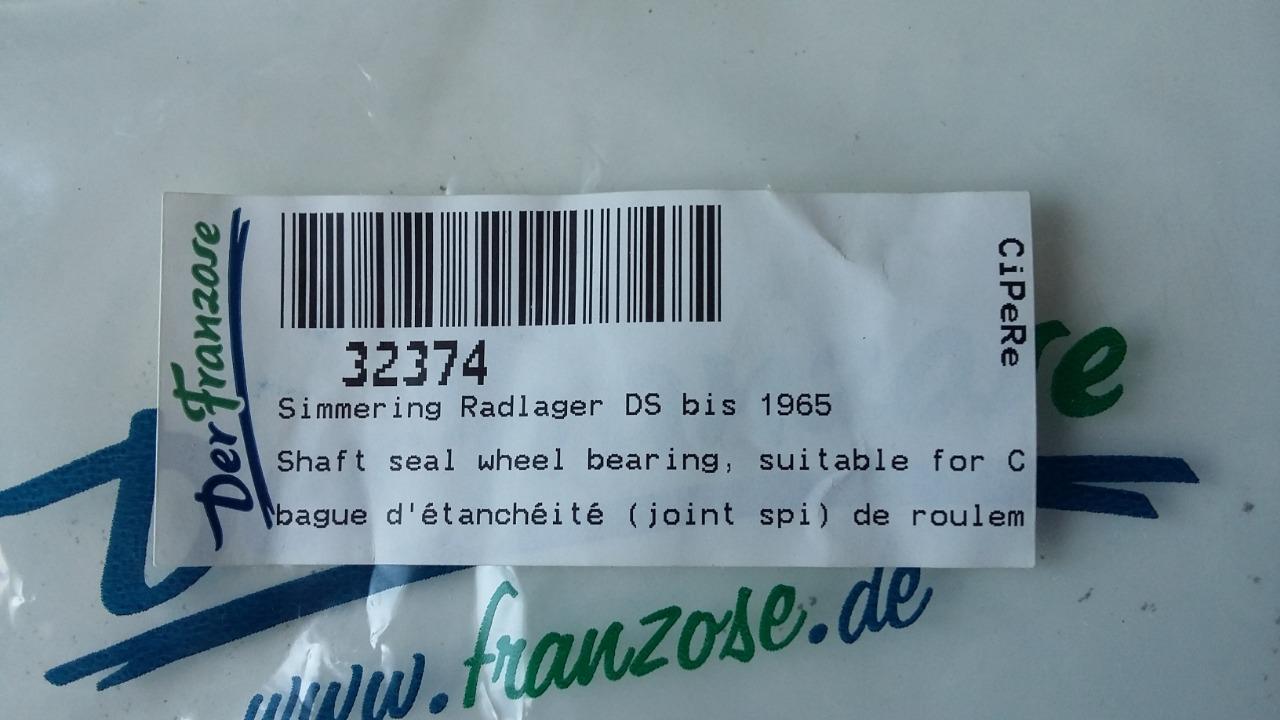 Der Franzose
32374
Simmering Radlager DS bis 1965
Shaft seal wheel bearing, suitable for C
bague d'étanchéité (joint spi) de roulem
CiPeRe
re
www.franzose.de